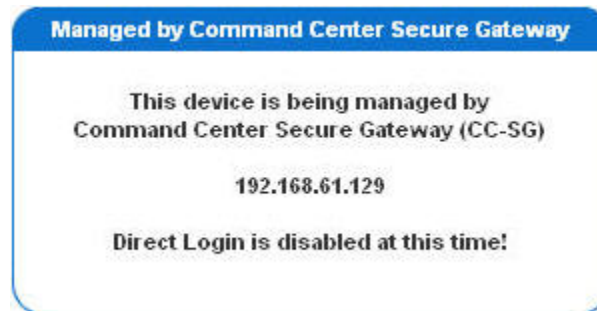 Managed by Command Center Secure Gateway
This device is being managed by
Command Center Secure Gateway (CC-SG)
192.168.61.129
Direct Login is disabled at this time!